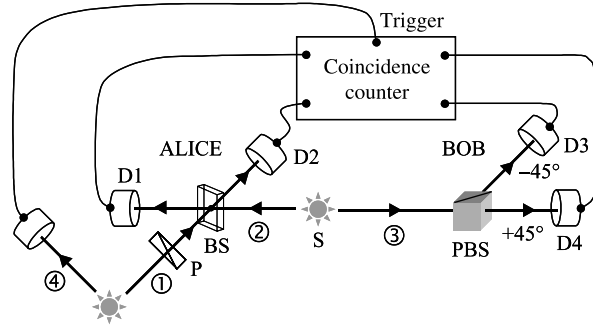 Trigger
Coincidence
counter
ALICE
BOB
D2
D3
D1
−45°
BS
②
S
③
PBS
+45°
D4
P
④
①